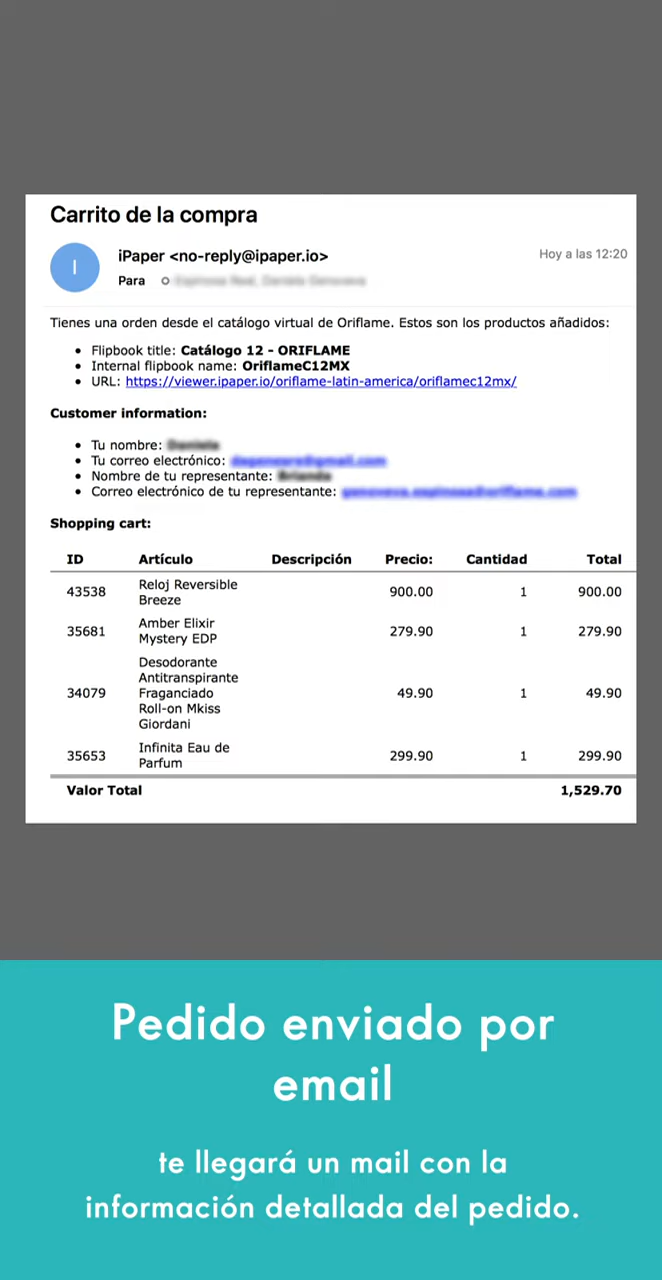 Carrito de la compra
I
iPaper <no-reply@ipaper.io>
Hoy a las 12:20
Para
Tienes una orden desde el catálogo virtual de Oriflame. Estos son los productos añadidos:
• Flipbook title: Catálogo 12 - ORIFLAME
• Internal flipbook name: OriflameC12MX
• URL: https://viewer.ipaper.io/oriflame-latin-america/oriflamec12mx/
Customer information:
• Tu nombre:
• Tu correo electrónico:
• Nombre de tu representante:
• Correo electrónico de tu representante:
Shopping cart:
ID Artículo Descripción Precio: Cantidad Total
43538 Reloj Reversible 900.00 1 900.00
Breeze
35681 Amber Elixir 279.90 1 279.90
Mystery EDP
Desodorante
Antitranspirante
34079 Fraganciado 49.90 1 49.90
Roll-on Mkiss
Giordani
35653 Infinita Eau de 299.90 1 299.90
Parfum
Valor Total 1,529.70
Pedido enviado por
email
te llegará un mail con la
información detallada del pedido.